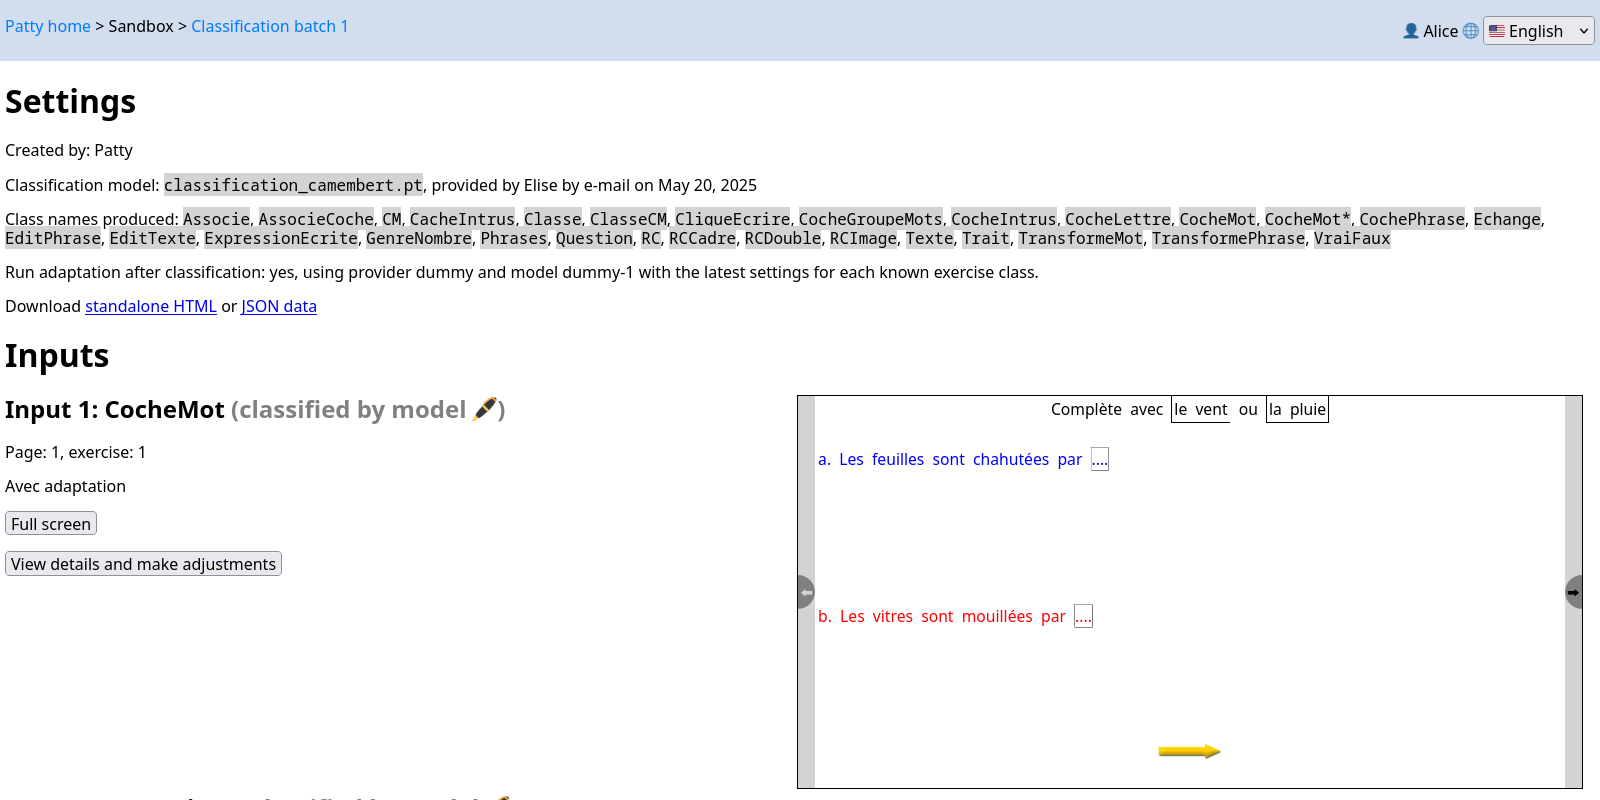 Patty home > Sandbox > Classification batch 1
Alice English
Settings
Created by: Patty
Classification model: classification_camembert.pt, provided by Elise by e-mail on May 20, 2025
Class names produced: Associe, AssocieCoche, CM, CacheIntrus, Classe, ClasseCM, CliqueEcrire, CocheGroupeMots, CocheIntrus, CocheLettre, CocheMot, CocheMot*, CochePhrase, Echange,
EditPhrase, EditTexte, ExpressionEcrite, GenreNombre, Phrases, Question, RC, RCCadre, RCDouble, RCImage, Texte, Trait, TransformeMot, TransformePhrase, VraiFaux
Run adaptation after classification: yes, using provider dummy and model dummy-1 with the latest settings for each known exercise class.
Download standalone HTML or JSON data
Inputs
Input 1: CocheMot (classified by model )
Page: 1, exercise: 1
Avec adaptation
Full screen
View details and make adjustments
Complète avec le vent ou la pluie
a. Les feuilles sont chahutées par ....
b. Les vitres sont mouillées par ....